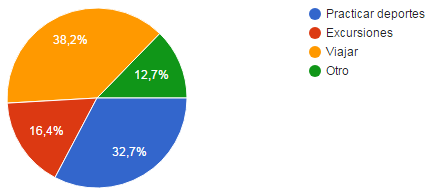 38,2%
12,7%
16,4%
32,7%
Practicar deportes
Excursiones
Viajar
Otro